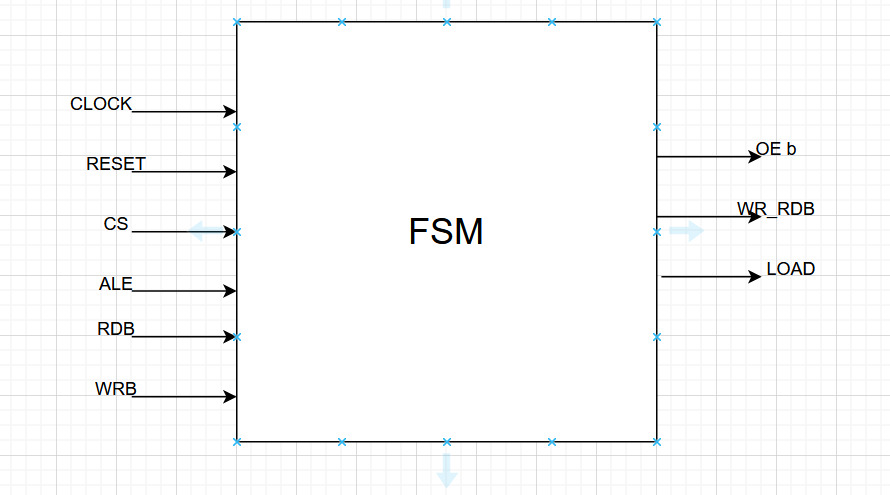 CLOCK
RESET
CS
ALE
RDB
WRB
FSM
OE b
WR_RDB
LOAD